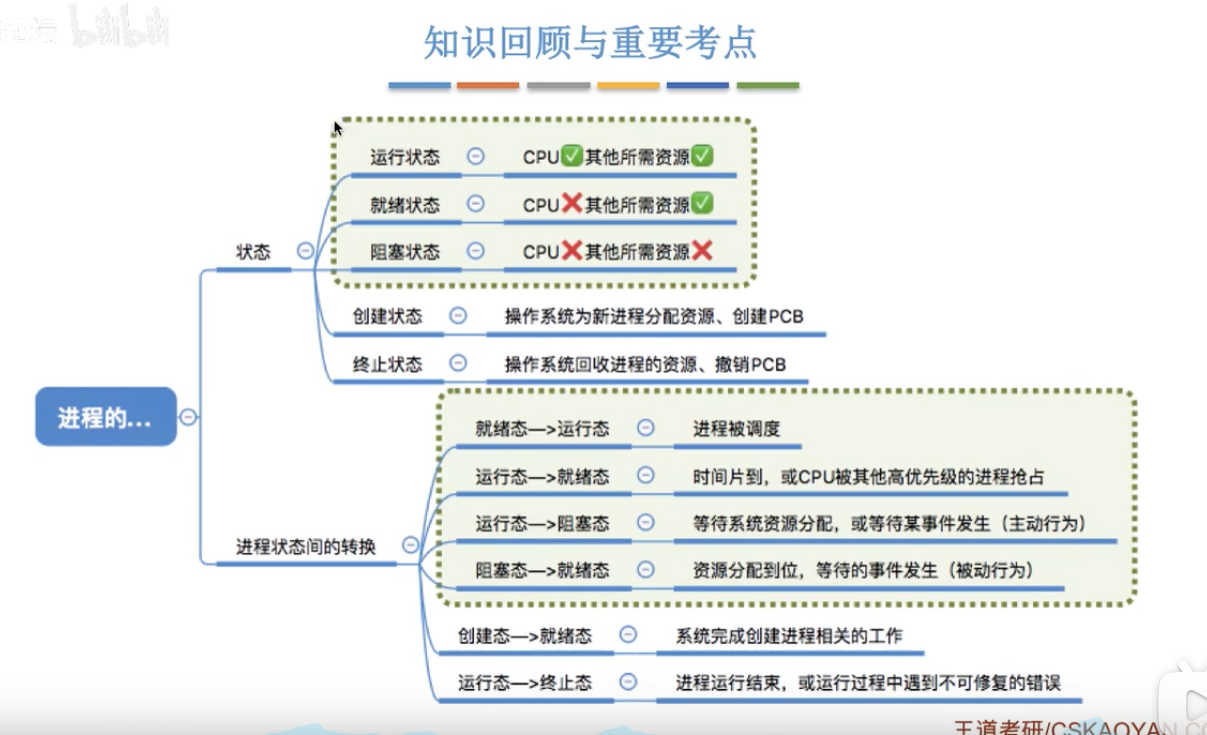 bilibili
知识回顾与重要考点
运行状态 CPU✅其他所需资源✅
就绪状态 CPU❌其他所需资源✅
状态
阻塞状态 CPU❌其他所需资源❌
创建状态 操作系统为新进程分配资源、创建PCB
终止状态 操作系统回收进程的资源、撤销PCB
进程的...
就绪态—>运行态 进程被调度
运行态—>就绪态 时间片到，或CPU被其他高优先级的进程抢占
运行态—>阻塞态 等待系统资源分配，或等待某事件发生（主动行为）
进程状态间的转换
阻塞态—>就绪态 资源分配到位，等待的事件发生（被动行为）
创建态—>就绪态 系统完成创建进程相关的工作
运行态—>终止态 进程运行结束，或运行过程中遇到不可修复的错误
王道考研/CSKAOYAN.CO